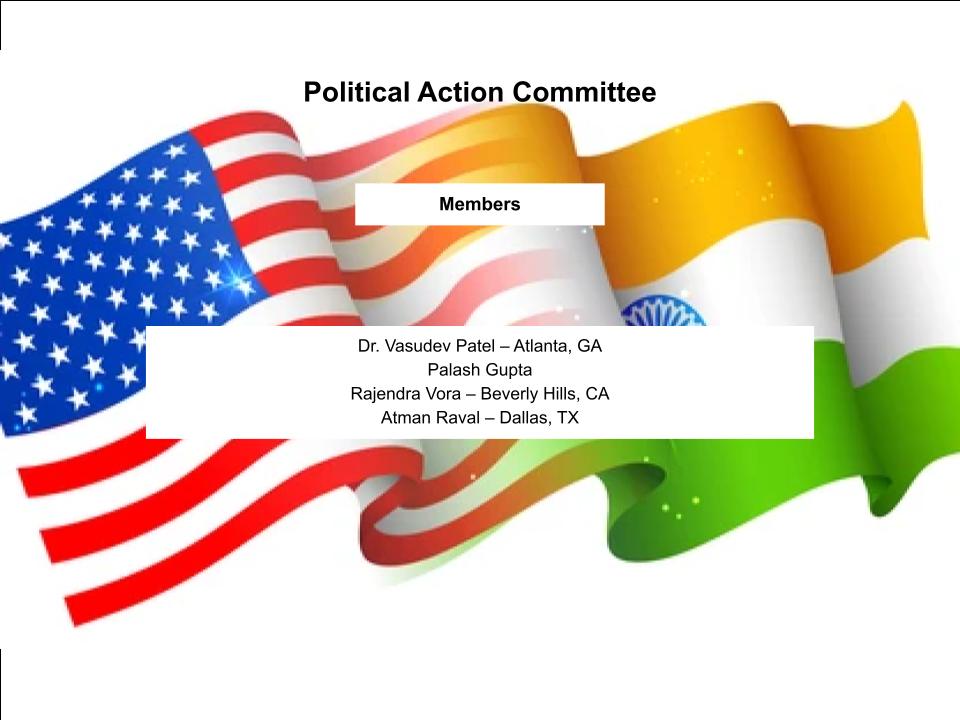 Political Action Committee
Members
Dr. Vasudev Patel – Atlanta, GA
Palash Gupta
Rajendra Vora – Beverly Hills, CA
Atman Raval – Dallas, TX